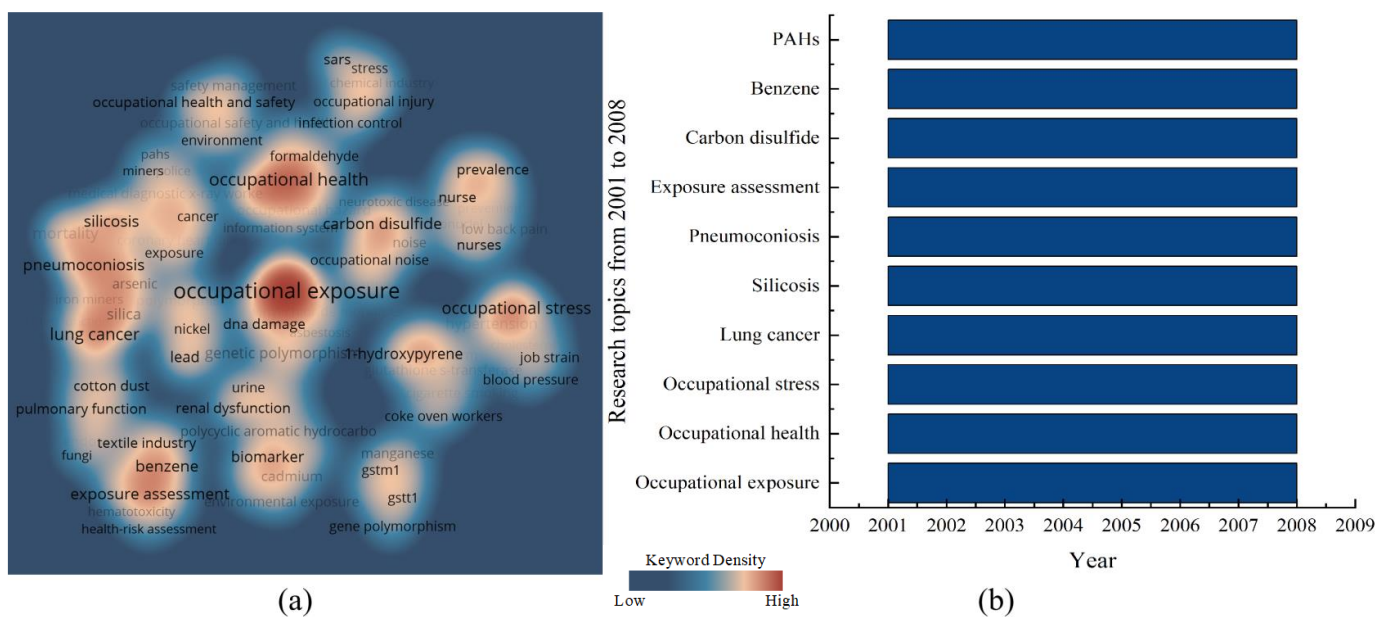 sars
stress
safety management
chemical industry
occupational health and safety
occupational injury
infection control
environment
pahs
formaldehyde
miners
occupational health
prevalence
nurse
neurotoxic disease
silicosis
cancer
carbon disulfide
information system
mortality
low back pain
noise
nurses
exposure
occupational noise
pneumoconiosis
arsenic
occupational exposure
iron miners
occupational stress
silica
dna damage
hypertension
nickel
lung cancer
asbestosis
lead
genetic polymorphism
1-hydroxypyrene
job strain
blood pressure
cotton dust
urine
pulmonary function
renal dysfunction
coke oven workers
polycyclic aromatic hydrocarbo
textile industry
fungi
benzene
biomarker
manganese
gstm1
cadmium
exposure assessment
environmental exposure
gstt1
hematotoxicity
health-risk assessment
gene polymorphism
(a)
Keyword Density
Low
High
Research topics from 2001 to 2008
PAHs
Benzene
Carbon disulfide
Exposure assessment
Pneumoconiosis
Silicosis
Lung cancer
Occupational stress
Occupational health
Occupational exposure
2000 2001 2002 2003 2004 2005 2006 2007 2008 2009
Year
(b)